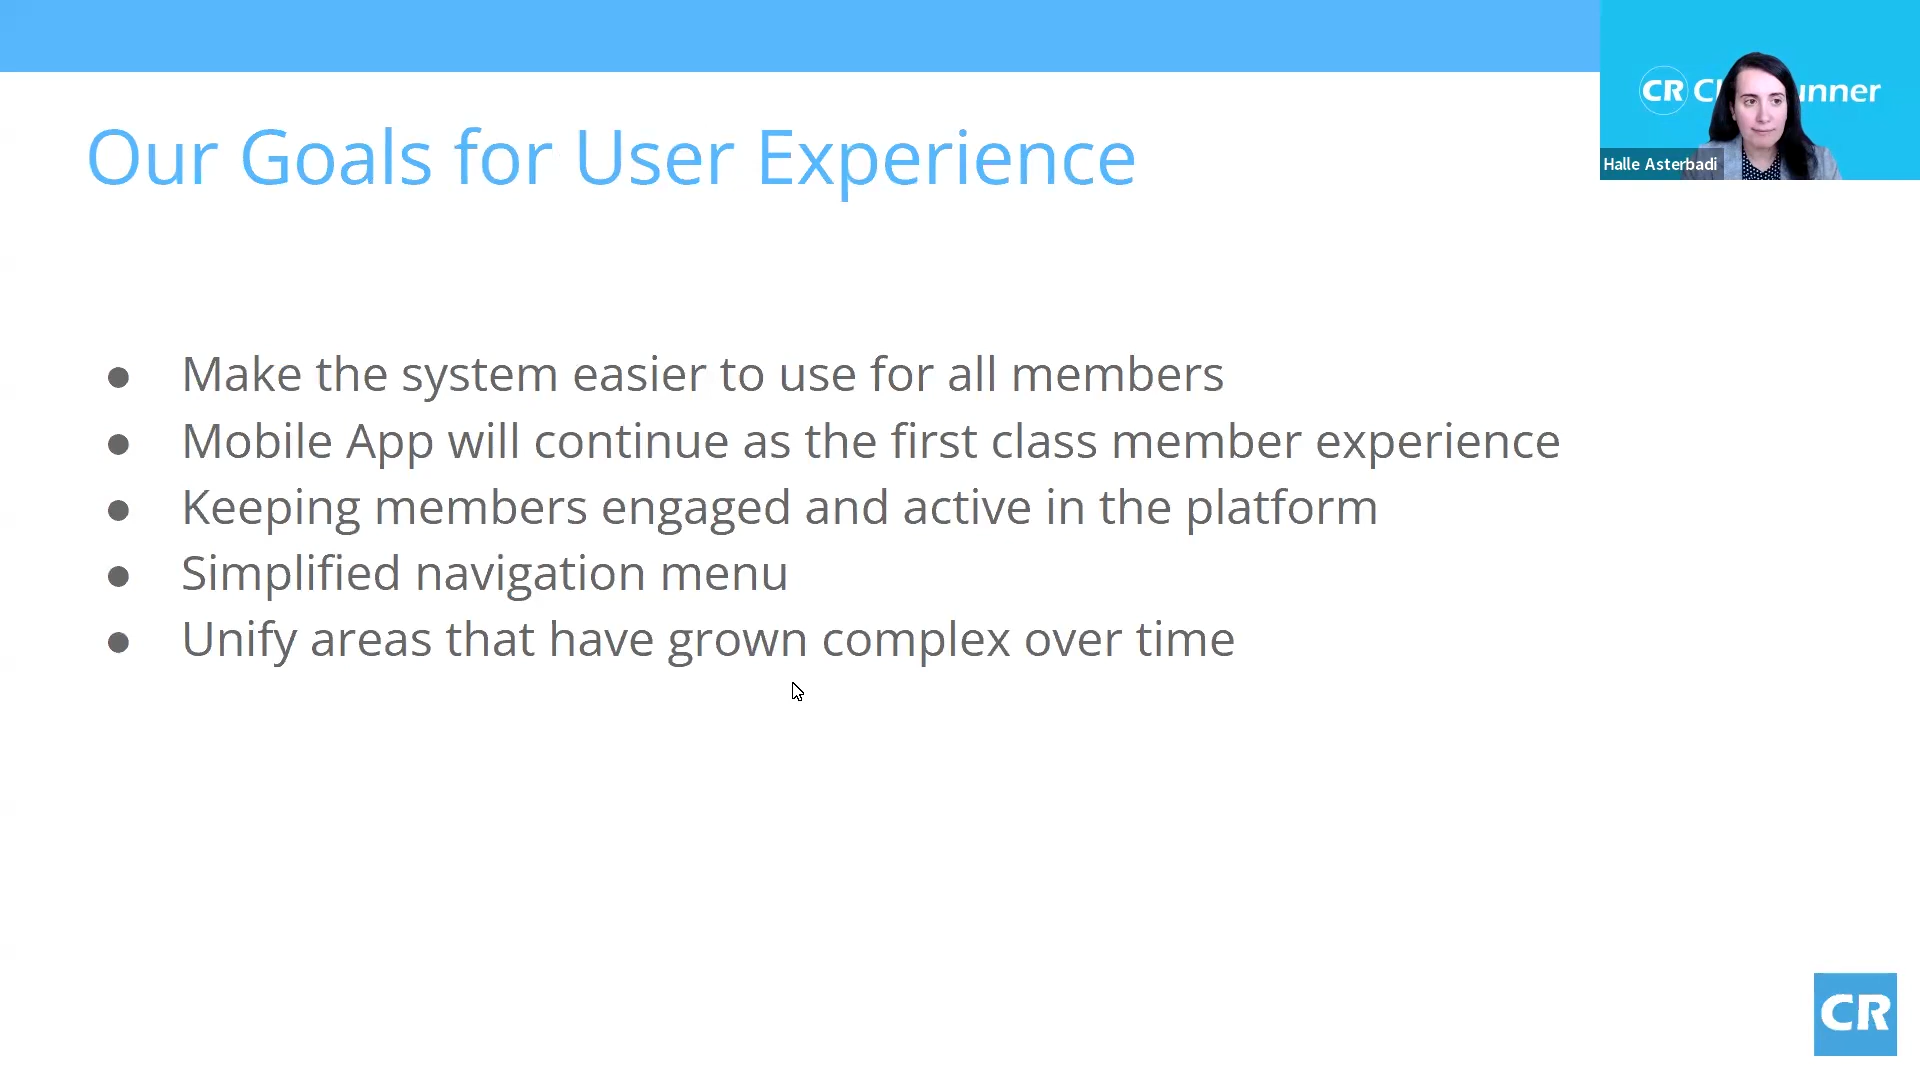 Our Goals for User Experience
CR unner
Halle Asterbadi
● Make the system easier to use for all members
● Mobile App will continue as the first class member experience
● Keeping members engaged and active in the platform
● Simplified navigation menu
● Unify areas that have grown complex over time
CR